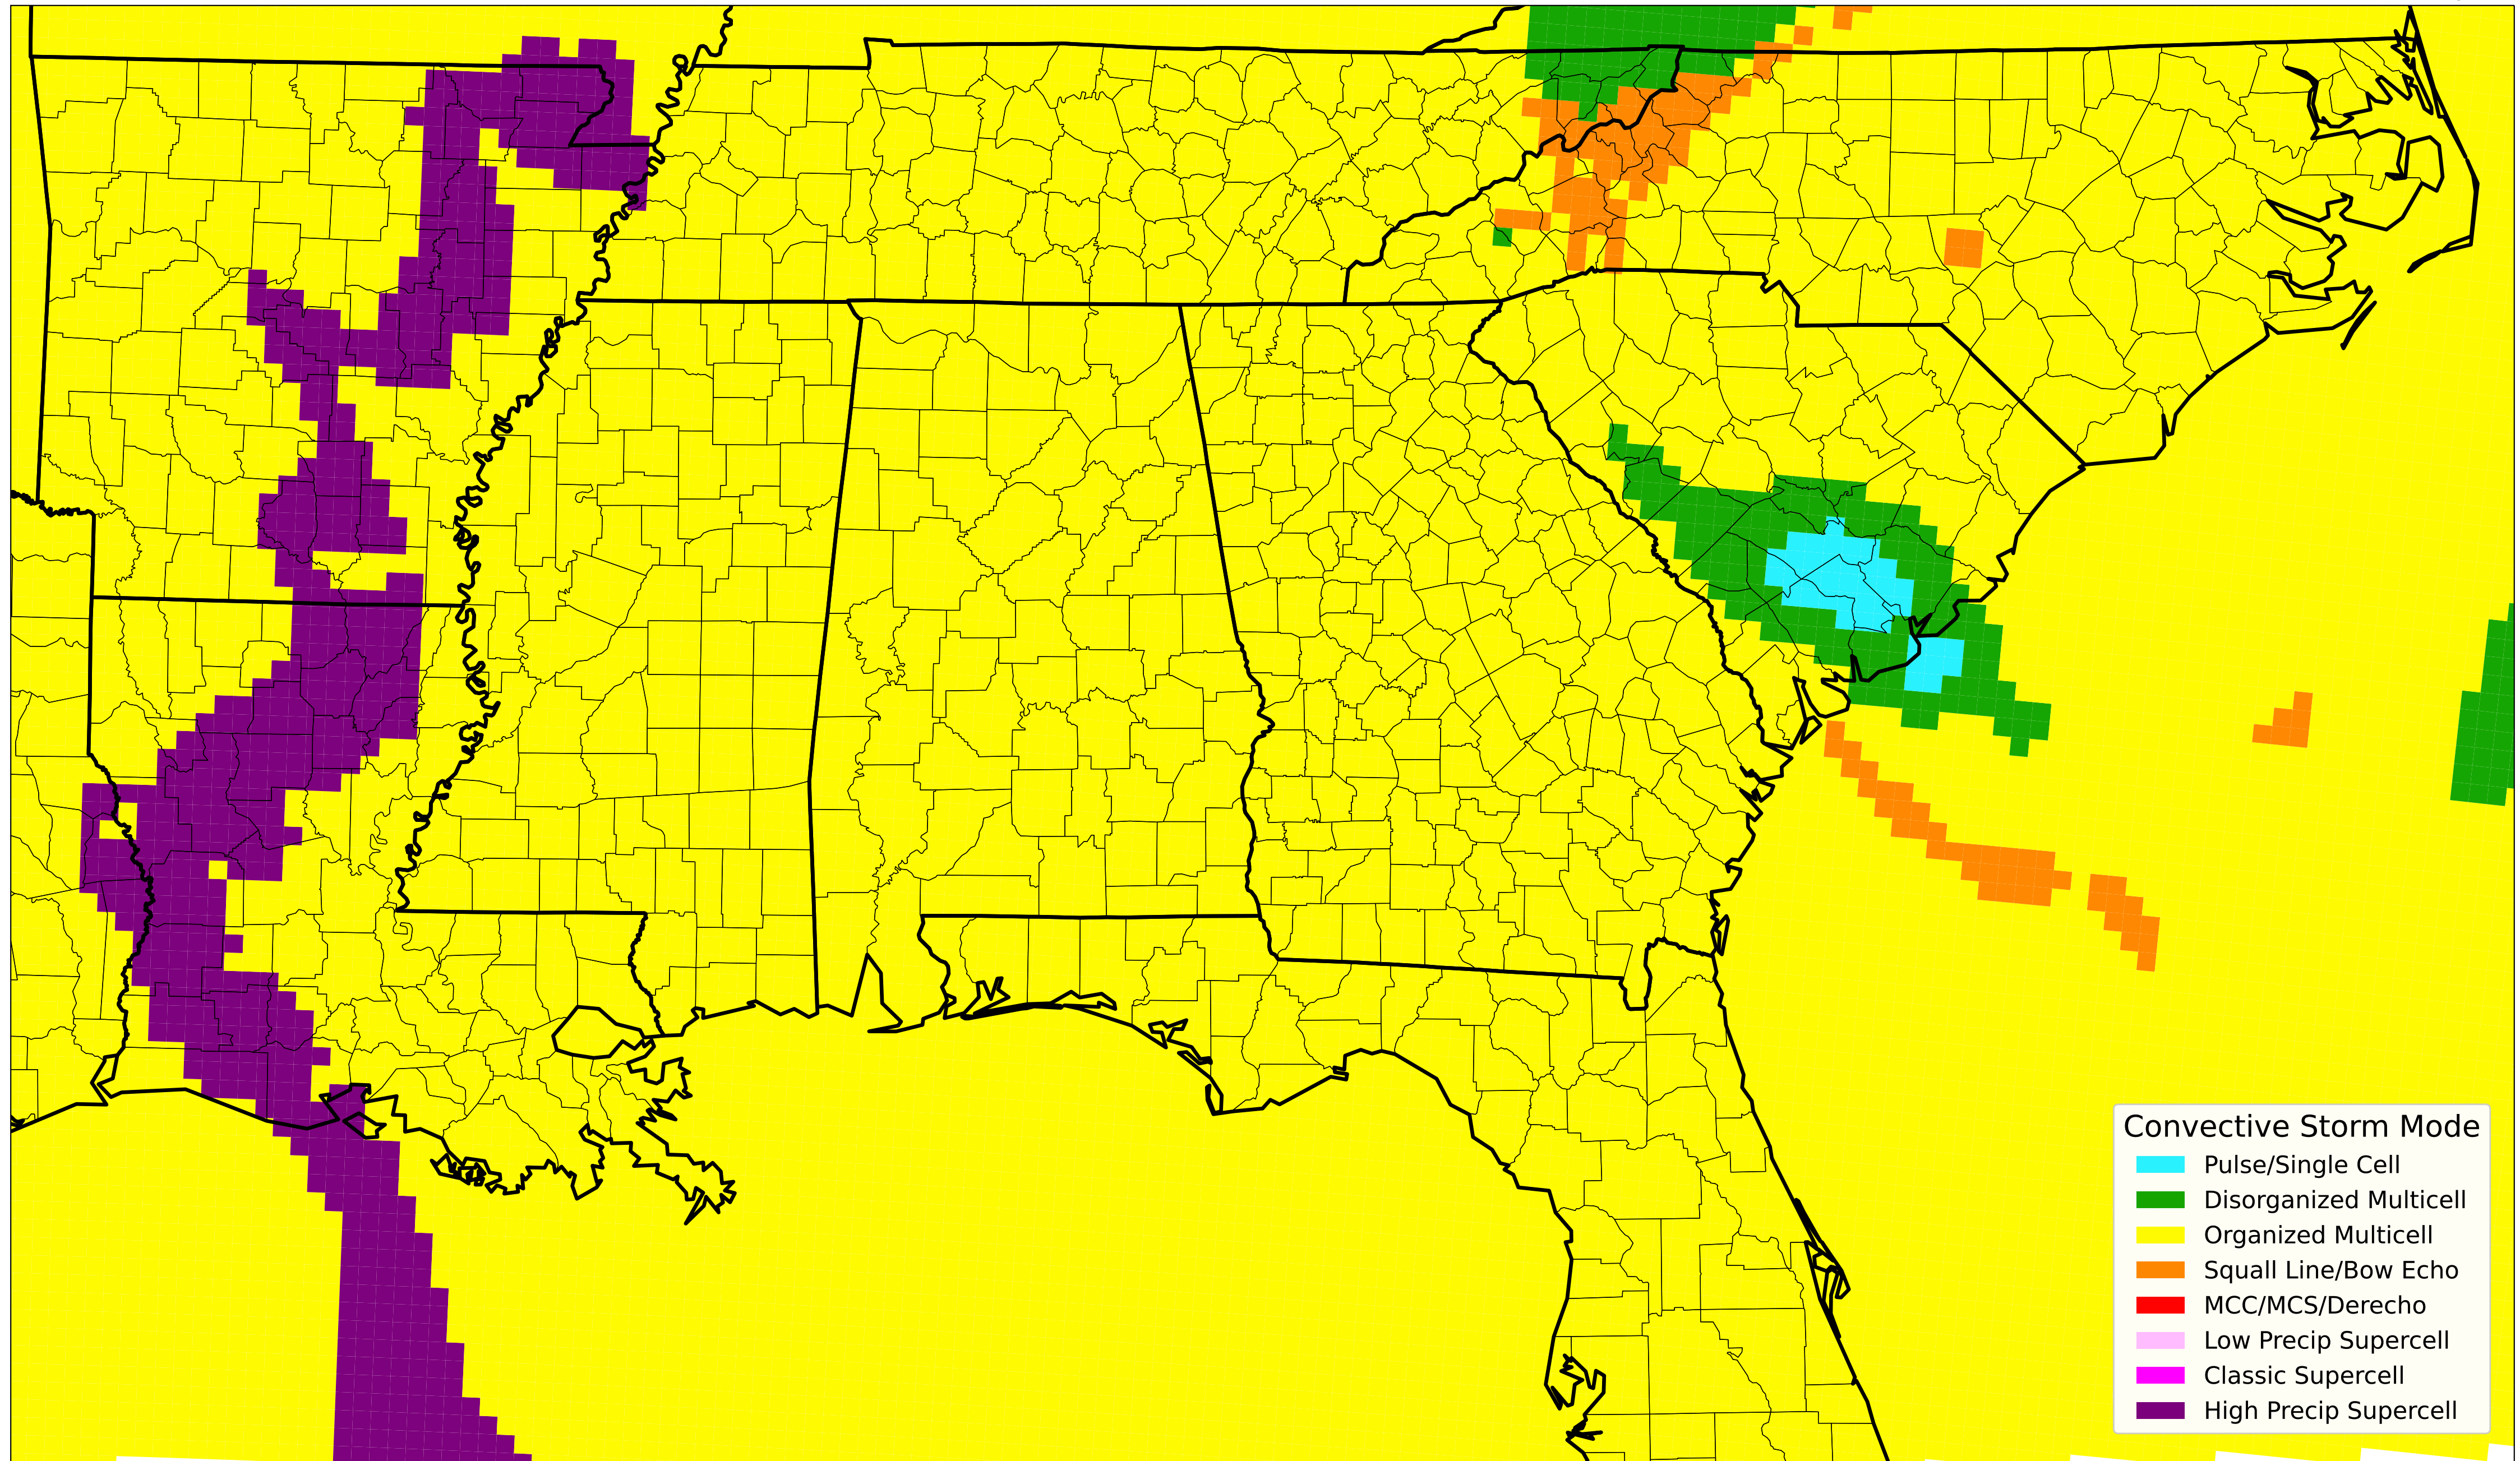 Convective Storm Mode
Pulse/Single Cell
Disorganized Multicell
Organized Multicell
Squall Line/Bow Echo
MCC/MCS/Derecho
Low Precip Supercell
Classic Supercell
High Precip Supercell